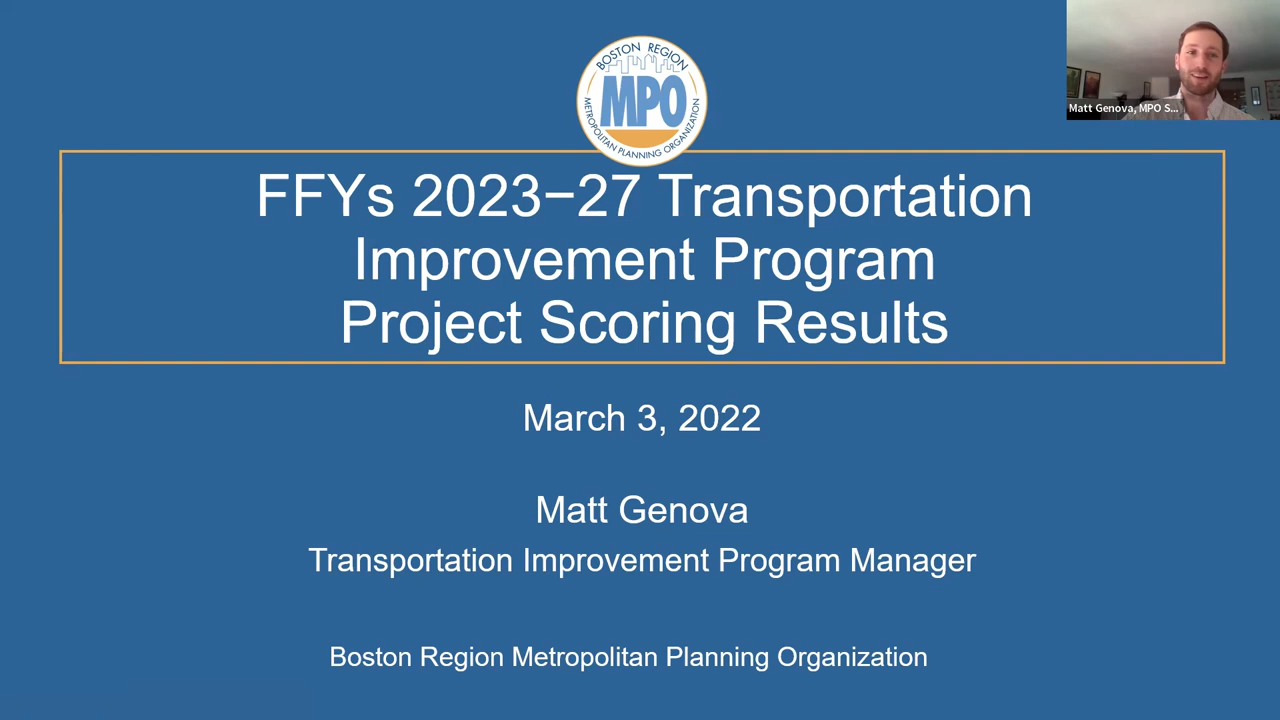 BOSTON REGION
MPO
METROPOLITAN PLANNING ORGANIZATION
Matt Genova, MPO S...
FFYs 2023−27 Transportation
Improvement Program
Project Scoring Results
March 3, 2022
Matt Genova
Transportation Improvement Program Manager
Boston Region Metropolitan Planning Organization